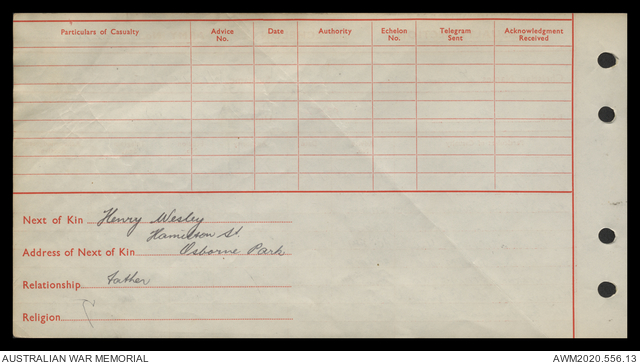 Particulars of Casualty Advice No. Date Authority Echelon No. Telegram Sent Acknowledgment Received
Next of Kin Henry Wesley
Hamilton St.
Address of Next of Kin Osborne Park
Relationship Father
Religion
AUSTRALIAN WAR MEMORIAL AWM2020.556.13